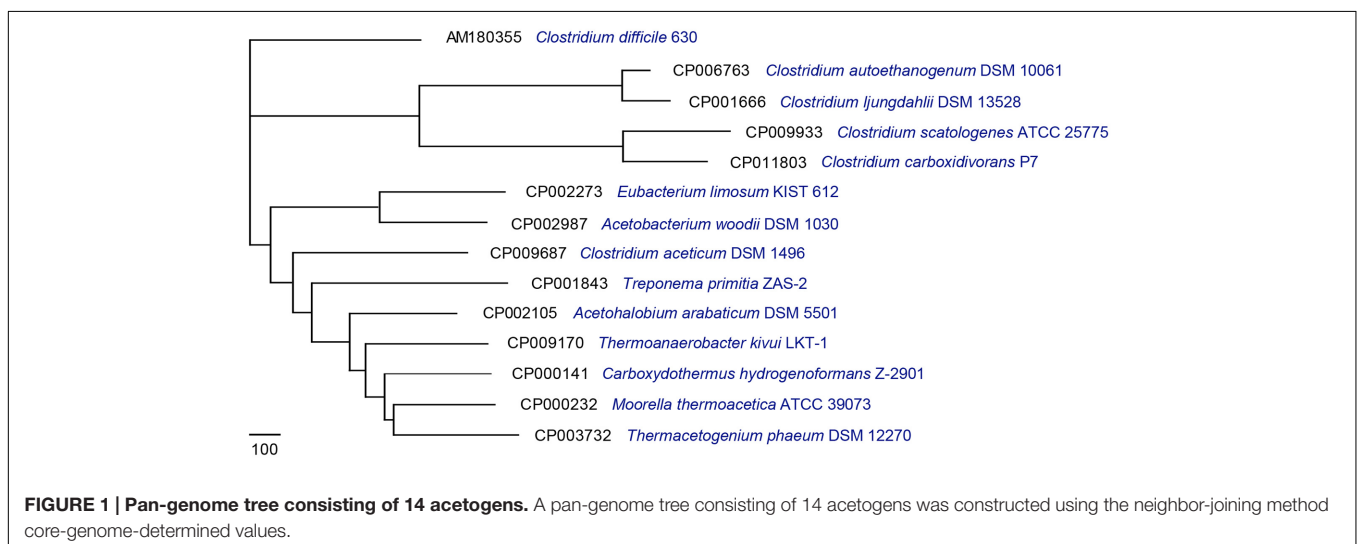 AM180355 Clostridium difficile 630
CP006763 Clostridium autoethanogenum DSM 10061
CP001666 Clostridium ljungdahlii DSM 13528
CP009933 Clostridium scatologenes ATCC 25775
CP011803 Clostridium carboxidivorans P7
CP002273 Eubacterium limosum KIST 612
CP002987 Acetobacterium woodii DSM 1030
CP009687 Clostridium aceticum DSM 1496
CP001843 Treponema primitia ZAS-2
CP002105 Acetohalobium arabaticum DSM 5501
CP009170 Thermoanaerobacter kivui LKT-1
CP000141 Carboxydothermus hydrogenoformans Z-2901
CP000232 Moorella thermoacetica ATCC 39073
CP003732 Thermacetogenium phaeum DSM 12270
100
FIGURE 1 | Pan-genome tree consisting of 14 acetogens. A pan-genome tree consisting of 14 acetogens was constructed using the neighbor-joining method
core-genome-determined values.